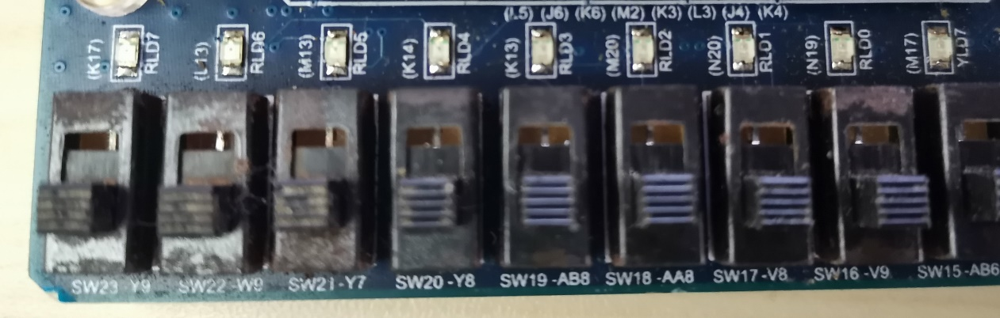 (L5) (J6) (K6) (M2) (K3) (L3) (J4) (K4)
(K17) RLD7 (L13) RLD6 (M13) RLD5 (K14) RLD4 (K13) RLD3 (M20) RLD2 (N20) RLD1 (N19) RLD0 (M17) YLD7
SW23 -Y9 SW22 -W9 SW21-Y7 SW20 -Y8 SW19 -AB8 SW18 -AA8 SW17 -V8 SW16 -V9 SW15 -AB6